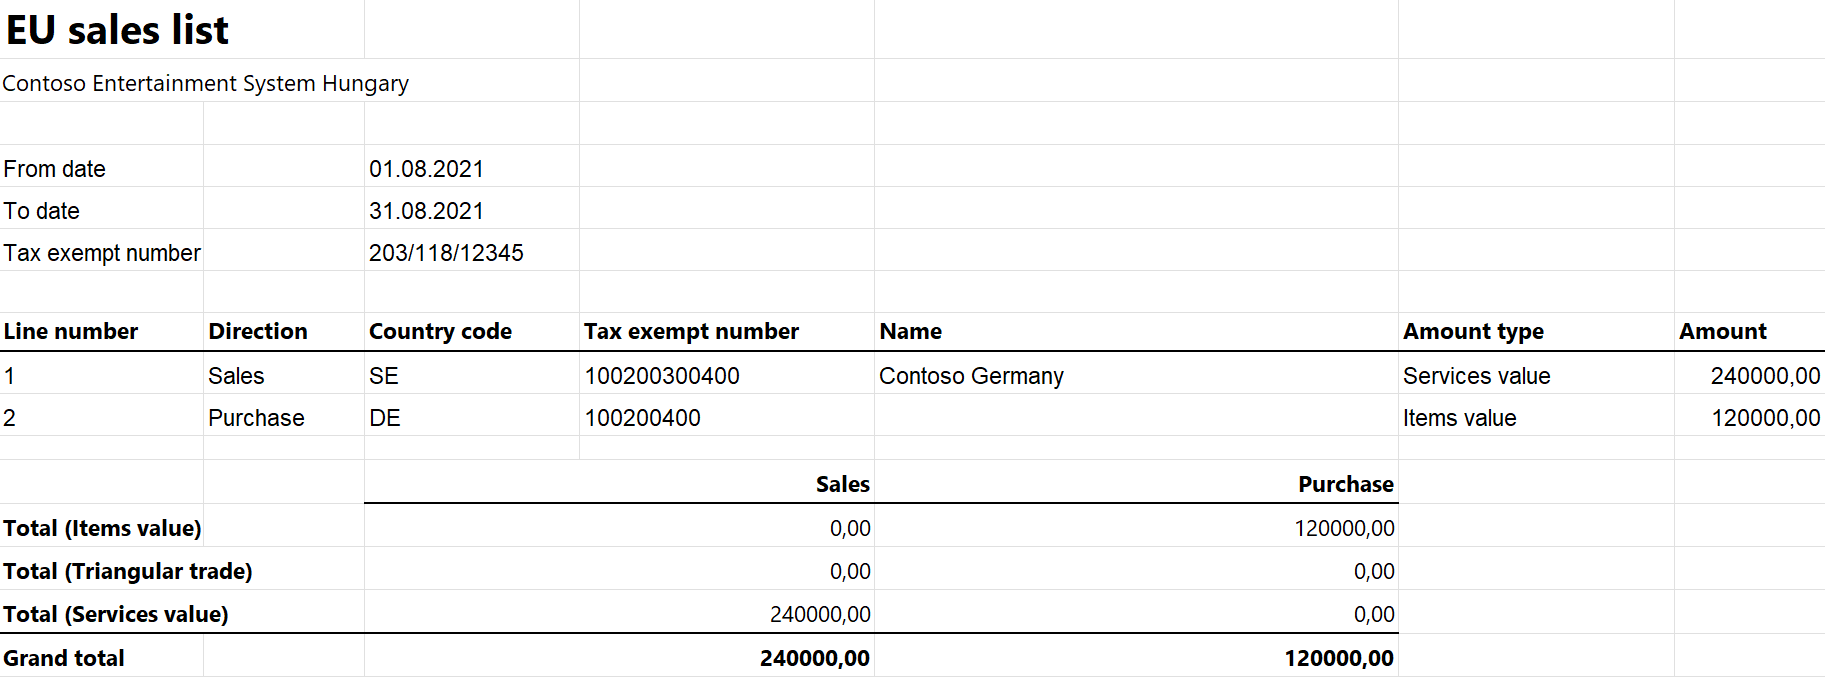 EU sales list
Contoso Entertainment System Hungary
From date 01.08.2021
To date 31.08.2021
Tax exempt number 203/118/12345
Line number Direction Country code Tax exempt number Name Amount type Amount
1 Sales SE 100200300400 Contoso Germany Services value 240000,00
2 Purchase DE 100200400 Items value 120000,00
Sales Purchase
Total (Items value) 0,00 120000,00
Total (Triangular trade) 0,00 0,00
Total (Services value) 240000,00 0,00
Grand total 240000,00 120000,00